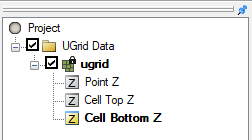 Project
UGrid Data
ugrid
Z Point Z
Z Cell Top Z
Z Cell Bottom Z